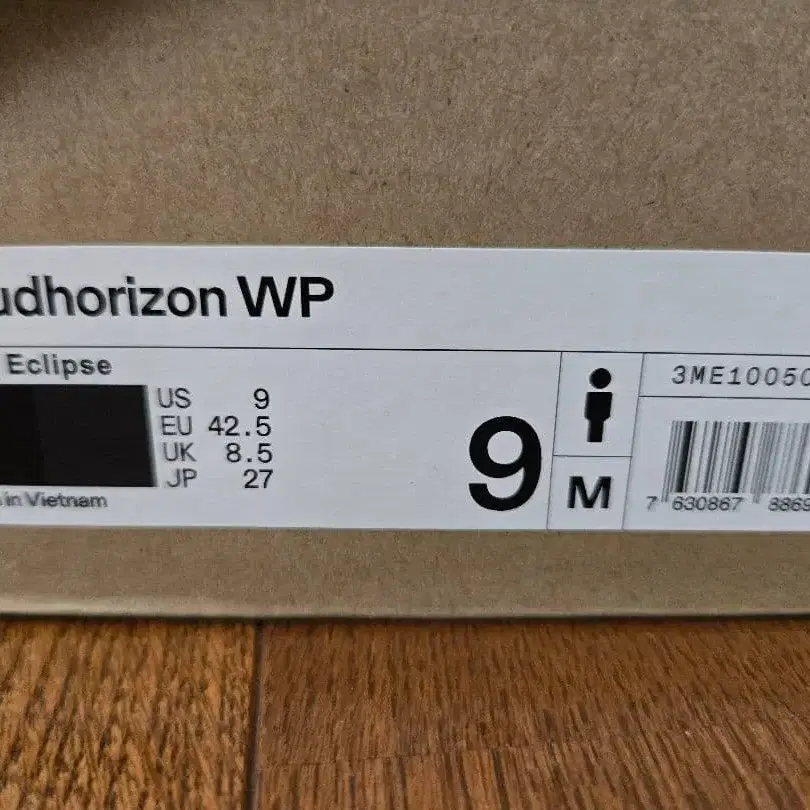 udhorizon WP
Eclipse
US 9
EU 42.5
UK 8.5
JP 27
in Vietnam
9
M
3ME10050
7 630867 8869